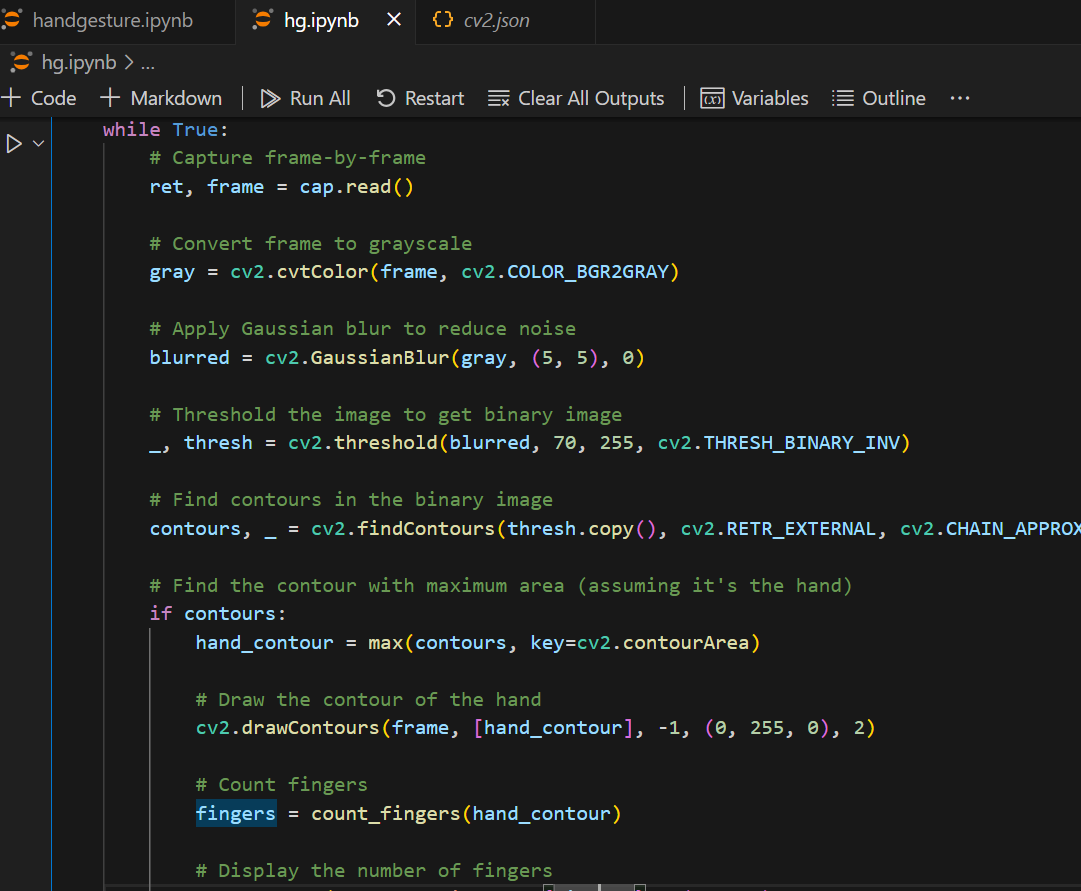 handgesture.ipynb hg.ipynb cv2.json
hg.ipynb > ...
+ Code + Markdown Run All Restart Clear All Outputs Variables Outline ...
while True:
# Capture frame-by-frame
ret, frame = cap.read()
# Convert frame to grayscale
gray = cv2.cvtColor(frame, cv2.COLOR_BGR2GRAY)
# Apply Gaussian blur to reduce noise
blurred = cv2.GaussianBlur(gray, (5, 5), 0)
# Threshold the image to get binary image
_, thresh = cv2.threshold(blurred, 70, 255, cv2.THRESH_BINARY_INV)
# Find contours in the binary image
contours, _ = cv2.findContours(thresh.copy(), cv2.RETR_EXTERNAL, cv2.CHAIN_APPROX
# Find the contour with maximum area (assuming it's the hand)
if contours:
hand_contour = max(contours, key=cv2.contourArea)
# Draw the contour of the hand
cv2.drawContours(frame, [hand_contour], -1, (0, 255, 0), 2)
# Count fingers
fingers = count_fingers(hand_contour)
# Display the number of fingers